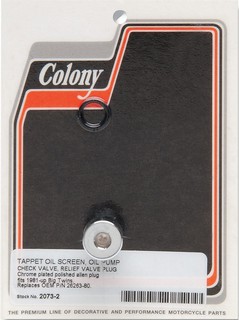 Colony
TAPPET OIL SCREEN, OIL PUMP
CHECK VALVE, RELIEF VALVE PLUG
Chrome plated polished allen plug
fits 1981-up Big Twins.
Replaces OEM P/N 26263-80.
Stock No. 2073-2
THE PREMIUM LINE OF DECORATIVE AND PERFORMANCE MOTORCYCLE PARTS